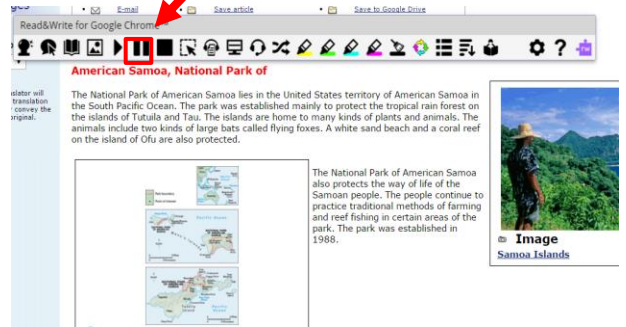 E-mail
Save article
Save to Google Drive
Read&Write for Google Chrome™
American Samoa, National Park of
slator will
translation
convey the
original.
The National Park of American Samoa lies in the United States territory of American Samoa in
the South Pacific Ocean. The park was established mainly to protect the tropical rain forest on
the islands of Tutuila and Tau. The islands are home to many kinds of plants and animals. The
animals include two kinds of large bats called flying foxes. A white sand beach and a coral reef
on the island of Ofu are also protected.
The National Park of American Samoa
also protects the way of life of the
Samoan people. The people continue to
practice traditional methods of farming
and reef fishing in certain areas of the
park. The park was established in
1988.
Image
Samoa Islands